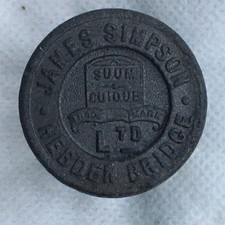 JAMES SIMPSON
SUUM
CUIQUE
TRADE MARK
LTD
HEBDEN BRIDGE